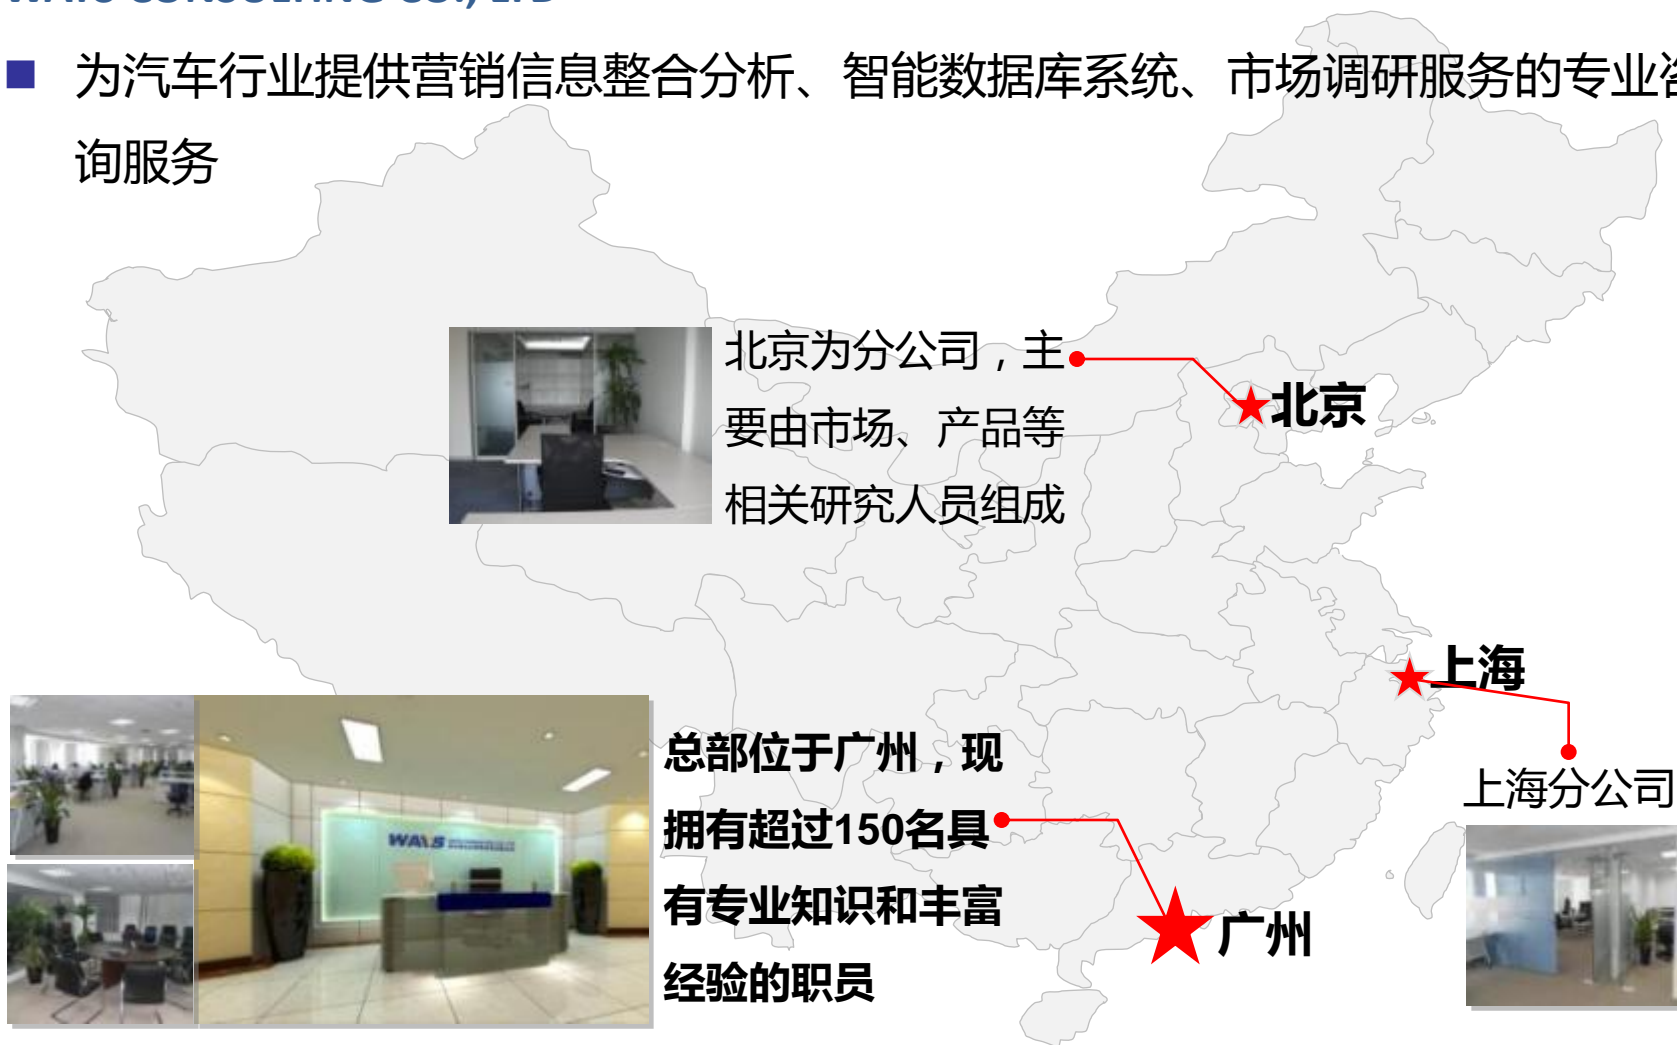 WAYS CONSULTING CO., LTD
为汽车行业提供营销信息整合分析、智能数据库系统、市场调研服务的专业咨
询服务
北京为分公司，主
要由市场、产品等
相关研究人员组成
北京
上海
上海分公司
总部位于广州，现
拥有超过150名具
有专业知识和丰富
经验的职员
广州
WAYS